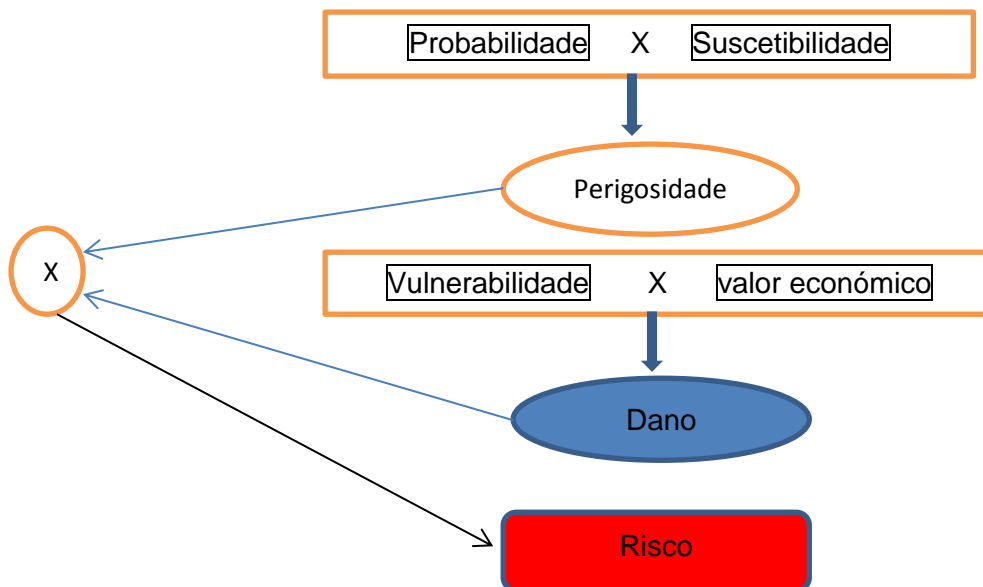 Probabilidade X Suscetibilidade
Perigosidade
X
Vulnerabilidade X valor económico
Dano
Risco